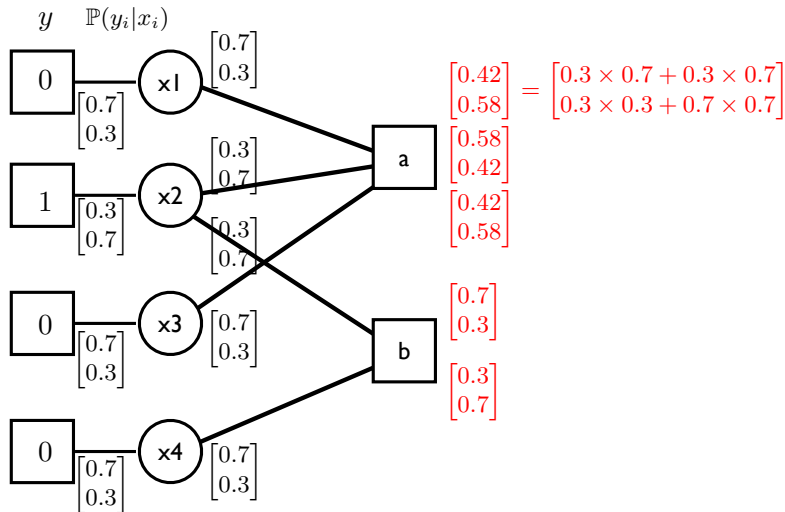 y P(y_i|x_i)
[0.7 0.3]
0 x1
[0.7 0.3]
[0.42 0.58] = [0.3 × 0.7 + 0.3 × 0.7 0.3 × 0.3 + 0.7 × 0.7]
[0.3 0.7]
a
[0.58 0.42]
1 x2
[0.3 0.7]
[0.42 0.58]
[0.3 0.7]
0 x3
[0.7 0.3]
[0.7 0.3]
b
[0.7 0.3]
[0.3 0.7]
0 x4
[0.7 0.3]
[0.7 0.3]